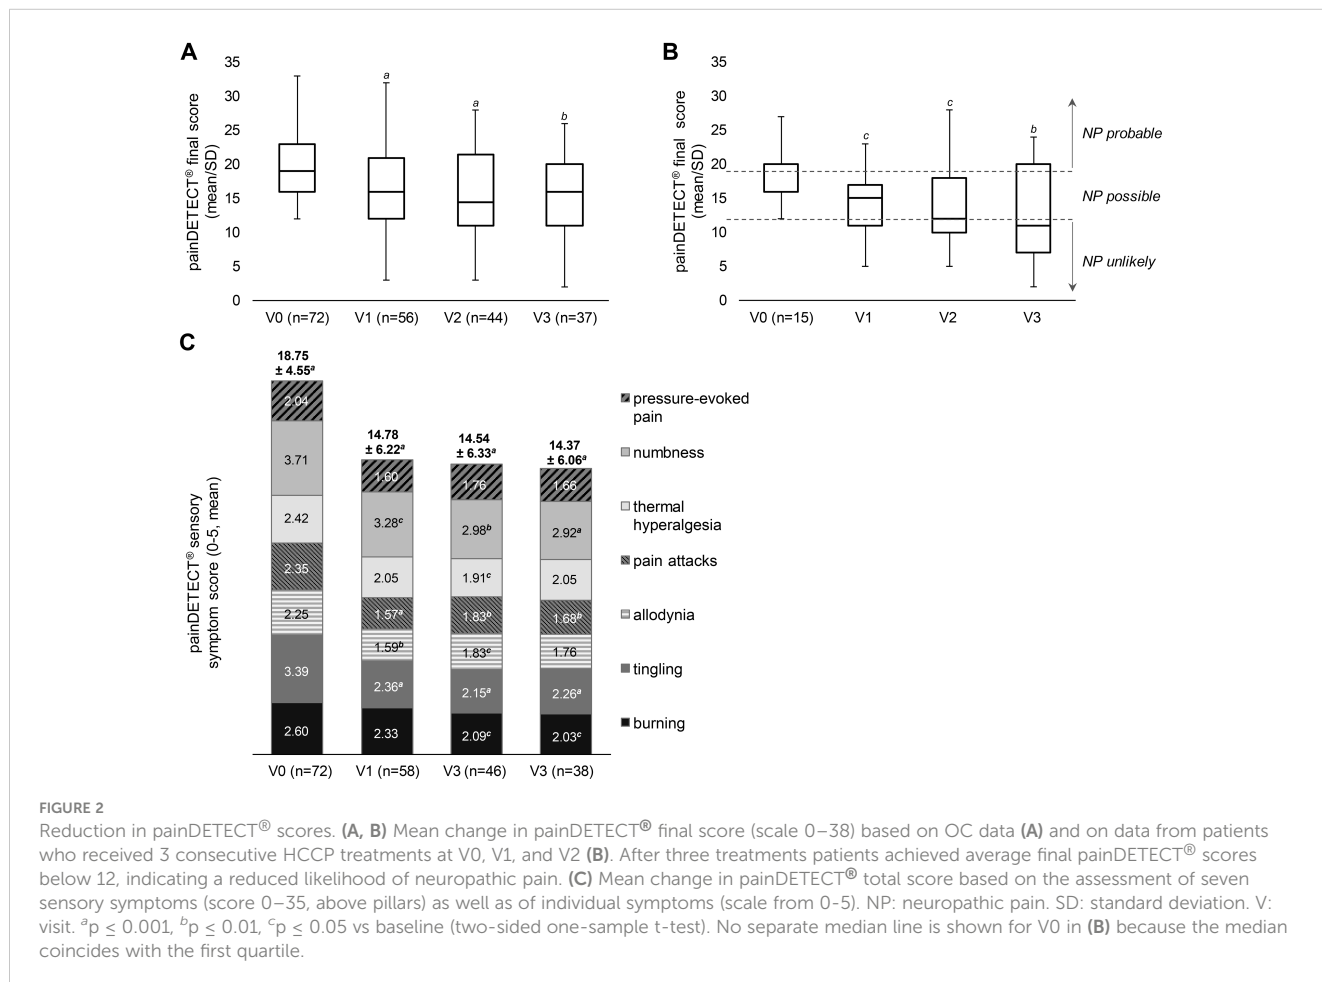 A
painDETECT® final score
(mean/SD)
35
30
25
20
15
10
5
0
a
a
b
V0 (n=72)
V1 (n=56)
V2 (n=44)
V3 (n=37)
B
painDETECT® final score
(mean/SD)
35
30
25
20
15
10
5
0
c
c
b
NP probable
NP possible
NP unlikely
V0 (n=15)
V1
V2
V3
C
painDETECT® sensory
symptom score (0-5, mean)
18.75
± 4.55a
2.04
3.71
2.42
2.35
2.25
3.39
2.60
14.78
± 6.22a
1.60
3.28c
2.05
1.57a
1.59b
2.36a
2.33
14.54
± 6.33a
1.76
2.98b
1.91c
1.83b
1.83c
2.15a
2.09c
14.37
± 6.06a
1.66
2.92a
2.05
1.68b
1.76
2.26a
2.03c
V0 (n=72)
V1 (n=58)
V3 (n=46)
V3 (n=38)
pressure-evoked
pain
numbness
thermal
hyperalgesia
pain attacks
allodynia
tingling
burning
FIGURE 2
Reduction in painDETECT® scores. (A, B) Mean change in painDETECT® final score (scale 0–38) based on OC data (A) and on data from patients
who received 3 consecutive HCCP treatments at V0, V1, and V2 (B). After three treatments patients achieved average final painDETECT® scores
below 12, indicating a reduced likelihood of neuropathic pain. (C) Mean change in painDETECT® total score based on the assessment of seven
sensory symptoms (score 0–35, above pillars) as well as of individual symptoms (scale from 0-5). NP: neuropathic pain. SD: standard deviation. V:
visit. ap ≤ 0.001, bp ≤ 0.01, cp ≤ 0.05 vs baseline (two-sided one-sample t-test). No separate median line is shown for V0 in (B) because the median
coincides with the first quartile.